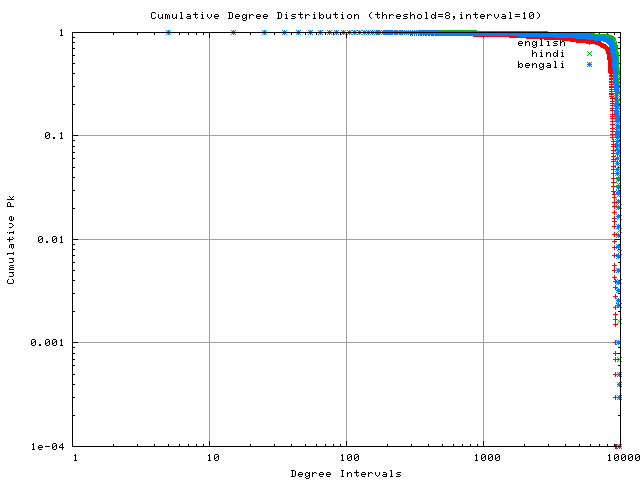 Cumulative Degree Distribution (threshold=8,interval=10)
1
english
hindi
bengali
0.1
0.01
0.001
1e-04
Cumulative Pk
1 10 100 1000 10000
Degree Intervals